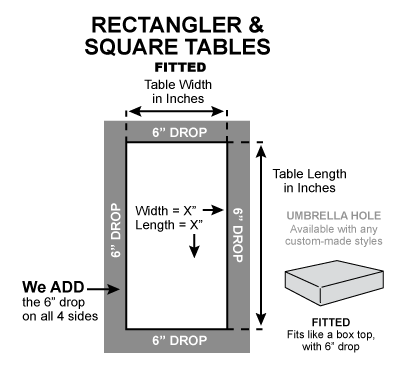 RECTANGLER &
SQUARE TABLES
FITTED
Table Width
in Inches
6” DROP
Table Length
in Inches
Width = X”
Length = X”
6” DROP
6” DROP
UMBRELLA HOLE
Available with any
custom-made styles
We ADD
the 6” drop
on all 4 sides
FITTED
Fits like a box top,
with 6” drop
6” DROP